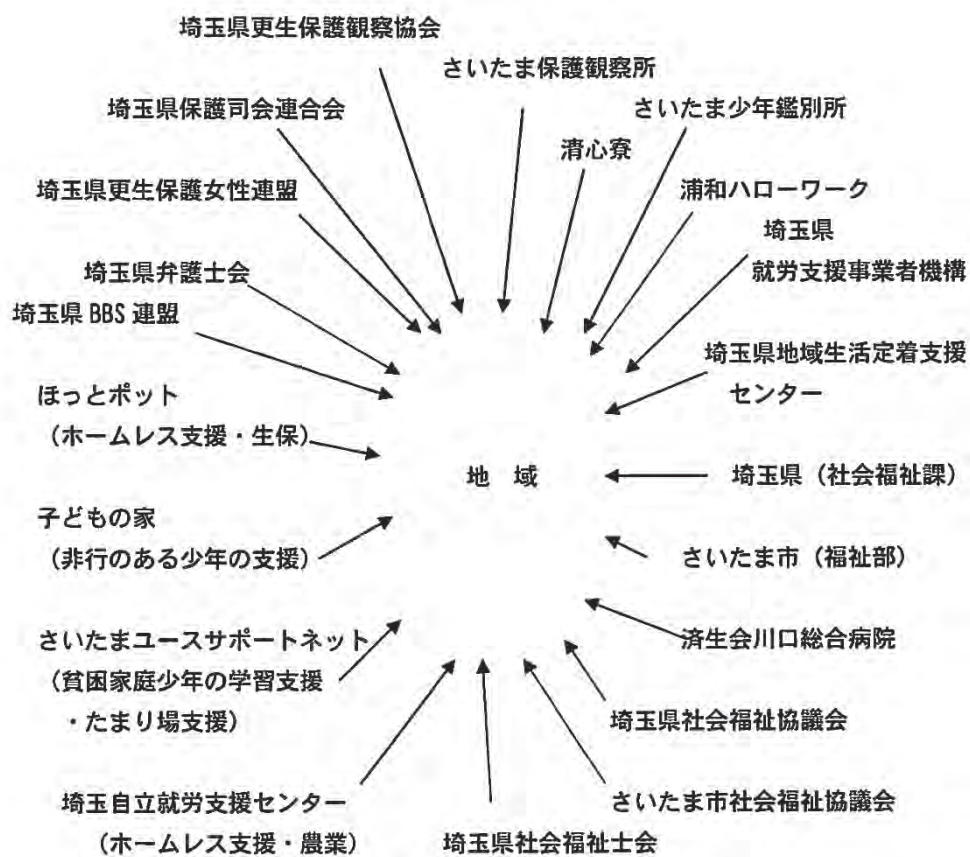 埼玉県更生保護観察協会
さいたま保護観察所
埼玉県保護司会連合会
さいたま少年鑑別所
清心寮
埼玉県更生保護女性連盟
浦和ハローワーク
埼玉県
就労支援事業者機構
埼玉県弁護士会
埼玉県 BBS 連盟
埼玉県地域生活定着支援
センター
ほっとポット
（ホームレス支援・生保）
地 域
埼玉県（社会福祉課）
子どもの家
（非行のある少年の支援）
さいたま市（福祉部）
さいたまユースサポートネット
（貧困家庭少年の学習支援
・たまり場支援）
済生会川口総合病院
埼玉県社会福祉協議会
埼玉自立就労支援センター
（ホームレス支援・農業）
さいたま市社会福祉協議会
埼玉県社会福祉士会